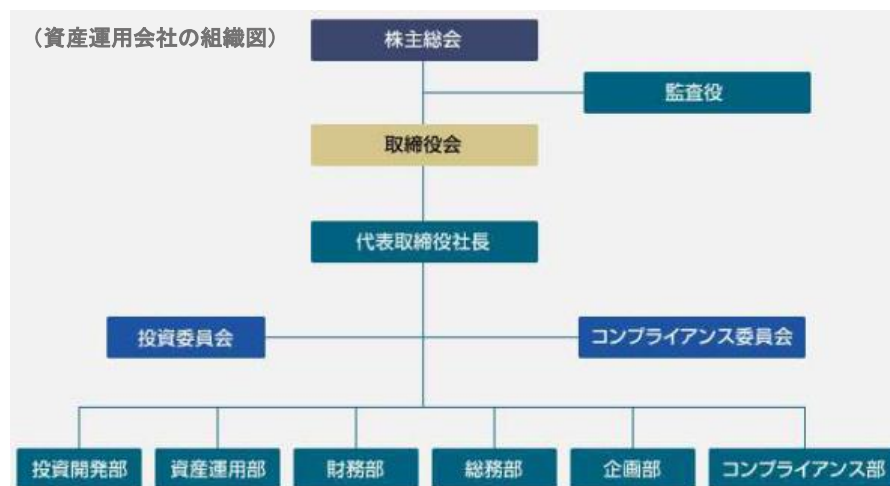 （資産運用会社の組織図）
株主総会
監査役
取締役会
代表取締役社長
投資委員会
コンプライアンス委員会
投資開発部
資産運用部
財務部
総務部
企画部
コンプライアンス部